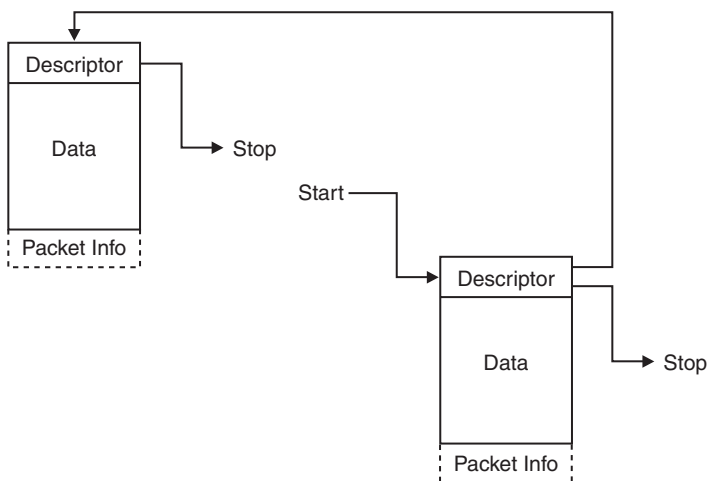 Descriptor
Data
Stop
Packet Info
Start
Descriptor
Data
Stop
Packet Info